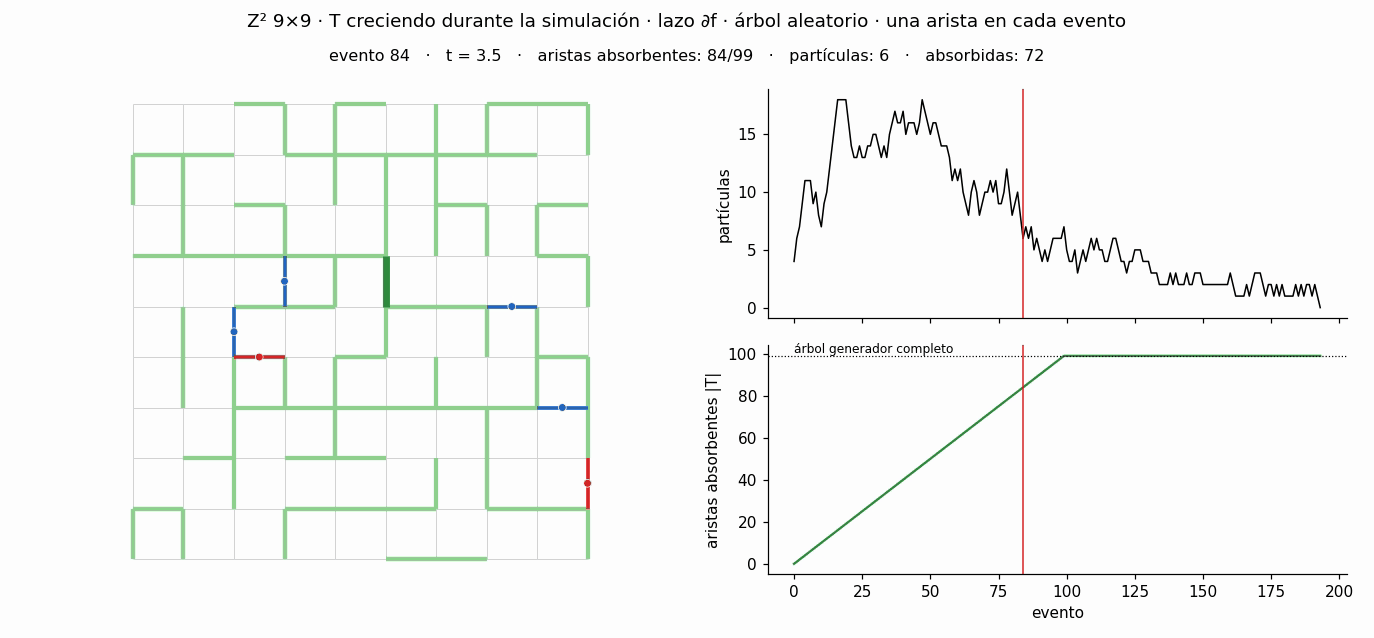 Z² 9×9 · T creciendo durante la simulación · lazo ∂f · árbol aleatorio · una arista en cada evento
evento 84 · t = 3.5 · aristas absorbentes: 84/99 · partículas: 6 · absorbidas: 72
partículas
15
10
5
0
árbol generador completo
aristas absorbentes |T|
100
80
60
40
20
0
0 25 50 75 100 125 150 175 200
evento